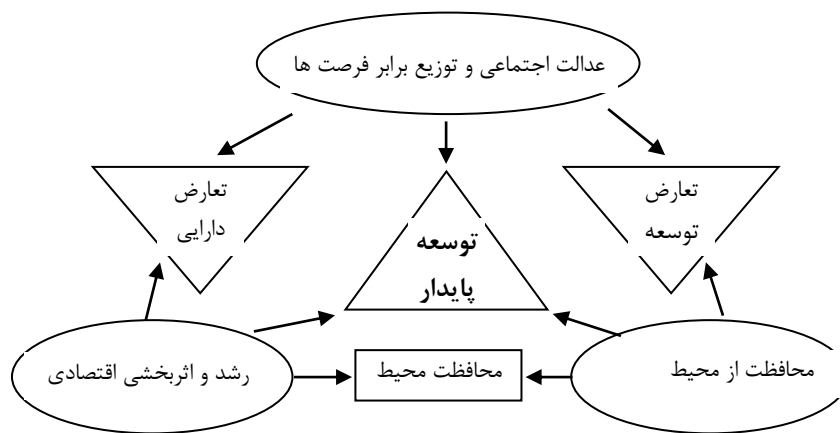 عدالت اجتماعی و توزیع برابر فرصت ها
تعارض
توسعه
تعارض
دارایی
توسعه
پایدار
محافظت از محیط
محافظت محیط
رشد و اثربخشی اقتصادی